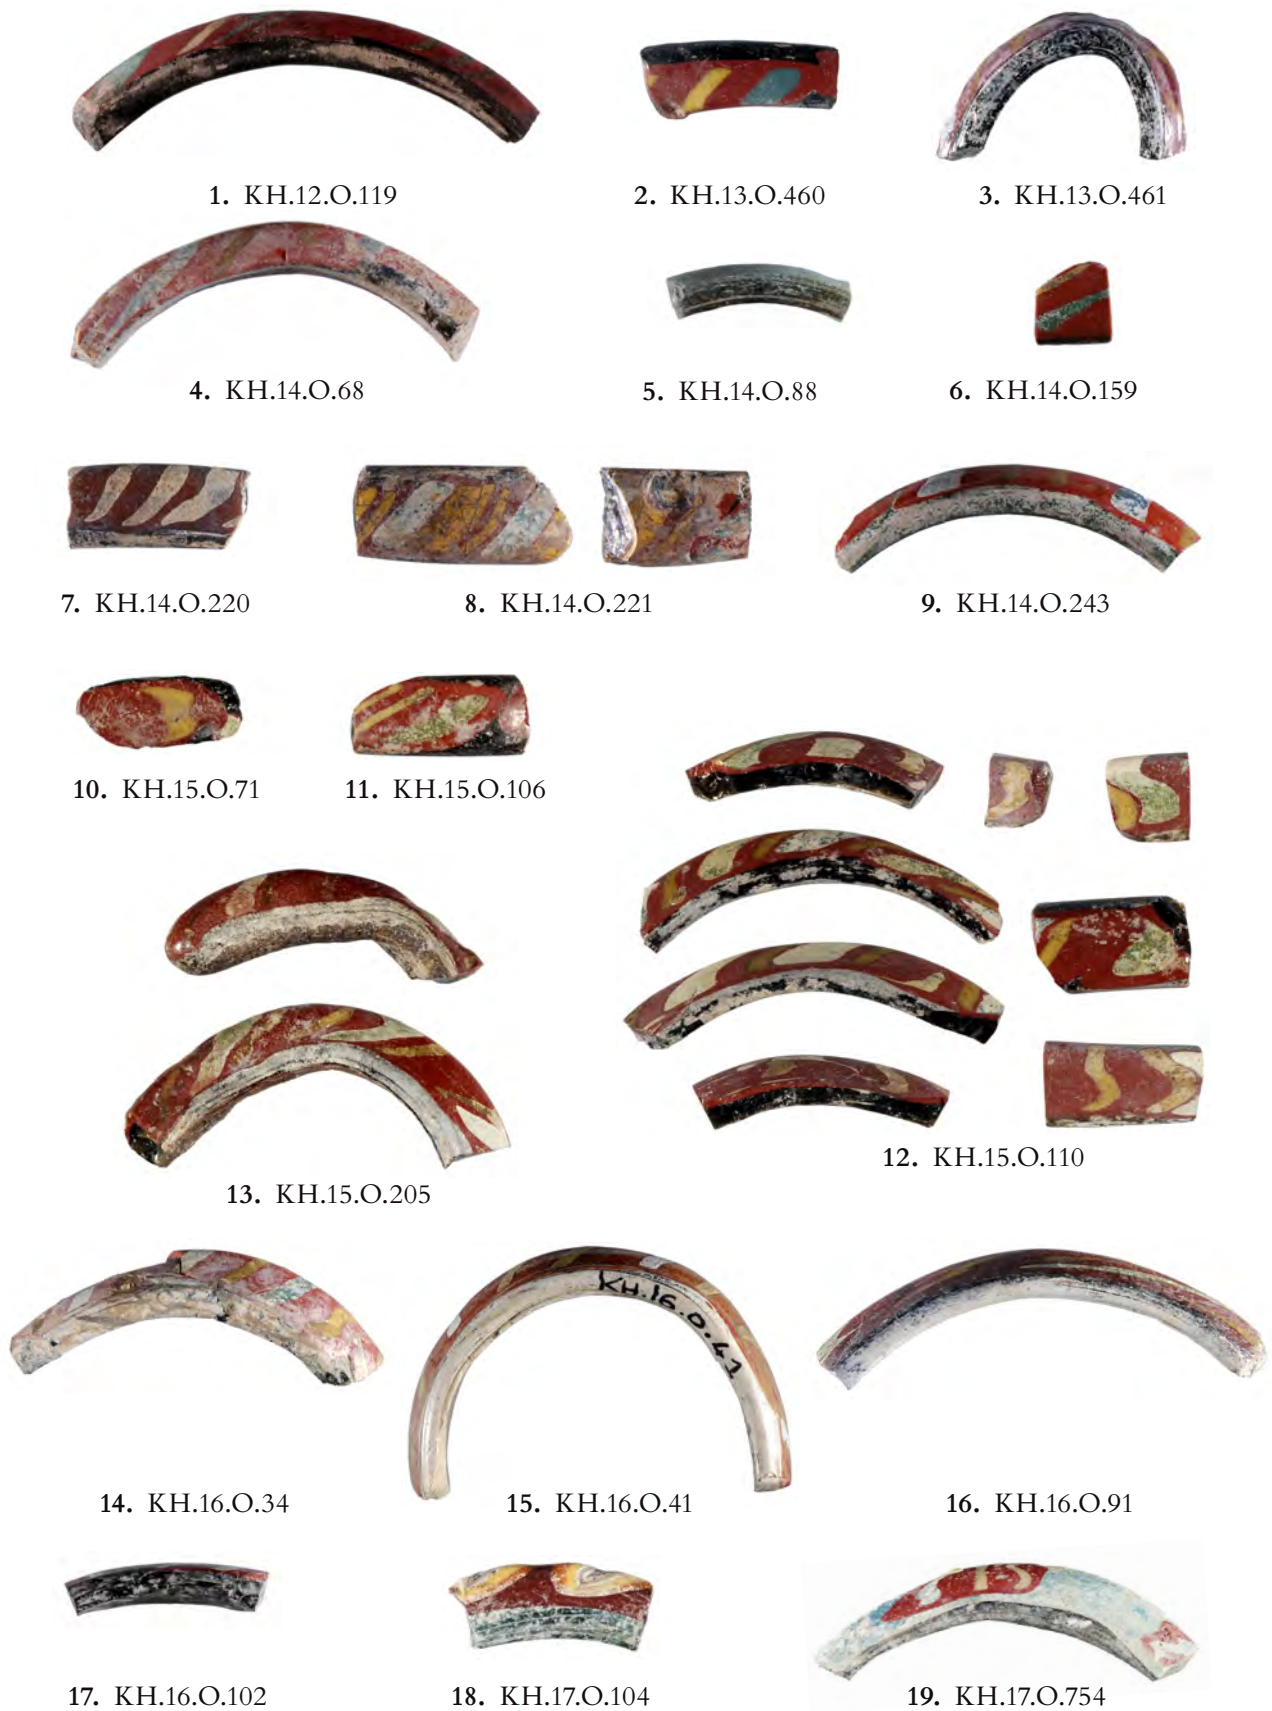 1. KH.12.O.119
2. KH.13.O.460
3. KH.13.O.461
4. KH.14.O.68
5. KH.14.O.88
6. KH.14.O.159
7. KH.14.O.220
8. KH.14.O.221
9. KH.14.O.243
10. KH.15.O.71
11. KH.15.O.106
12. KH.15.O.110
13. KH.15.O.205
KH.16.O.41
14. KH.16.O.34
15. KH.16.O.41
16. KH.16.O.91
17. KH.16.O.102
18. KH.17.O.104
19. KH.17.O.754